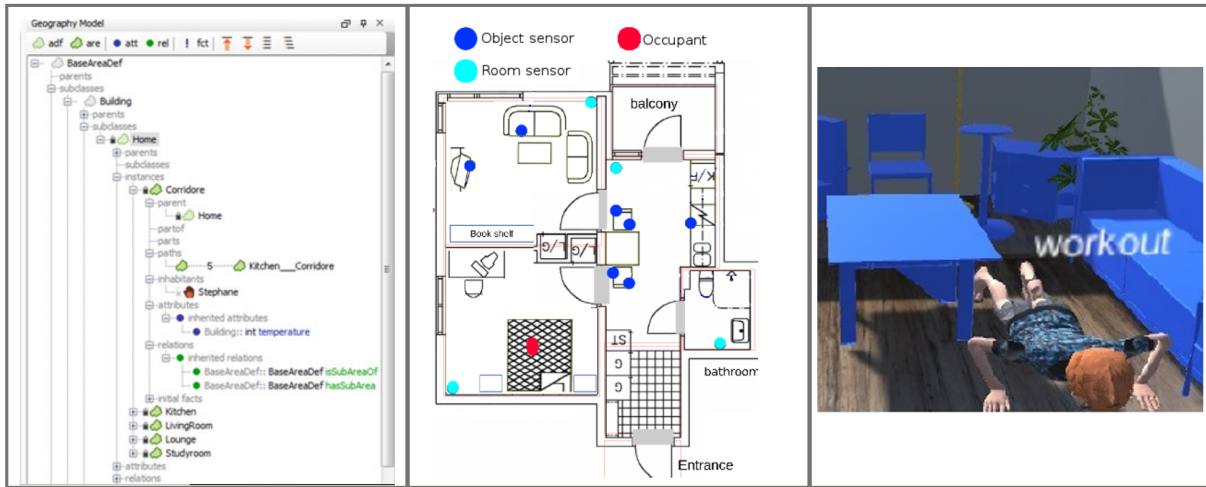 Geography Model
adf are att rel ! fct
BaseAreaDef
parents
subclasses
Building
parents
subclasses
Home
parents
subclasses
instances
Corridore
parent
Home
partof
parts
paths
5 Kitchen___Corridore
inhabitants
Stephane
attributes
inherited attributes
Building:: int temperature
relations
inherited relations
BaseAreaDef:: BaseAreaDef isSubAreaOf
BaseAreaDef:: BaseAreaDef hasSubArea
initial facts
Kitchen
LivingRoom
Lounge
Studyroom
attributes
relations
Object sensor
Occupant
Room sensor
balcony
K/T
Book shelf
L/G L/G
ST
G
G
bathroom
Entrance
workout